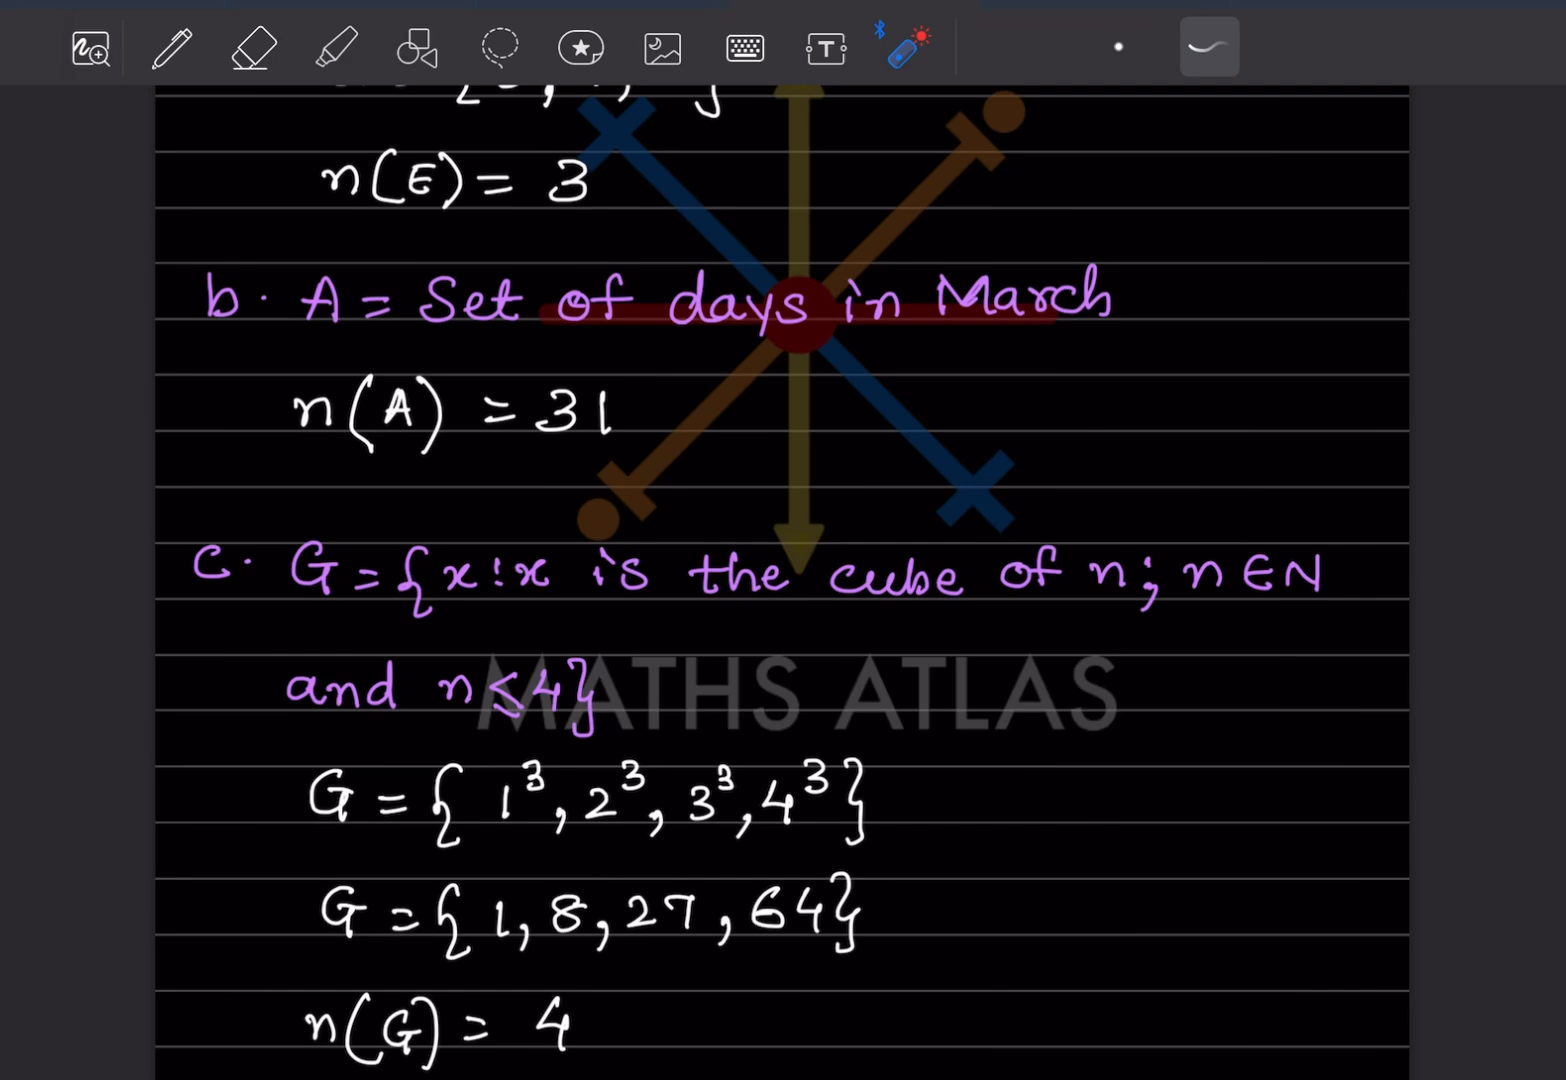 n(E) = 3
b. A = Set of days in March
n(A) = 31
c. G = {x : x is the cube of n; n ∈ N
and n ≤ 4}
MATHS ATLAS
G = { 1³, 2³, 3³, 4³}
G = { 1, 8, 27, 64}
n(G) = 4